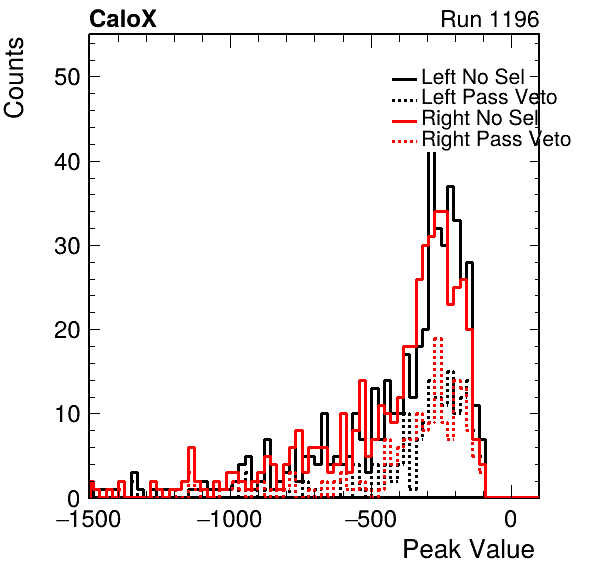 CaloX Run 1196
Counts
50
40
30
20
10
0
Left No Sel
Left Pass Veto
Right No Sel
Right Pass Veto
−1500 −1000 −500 0
Peak Value